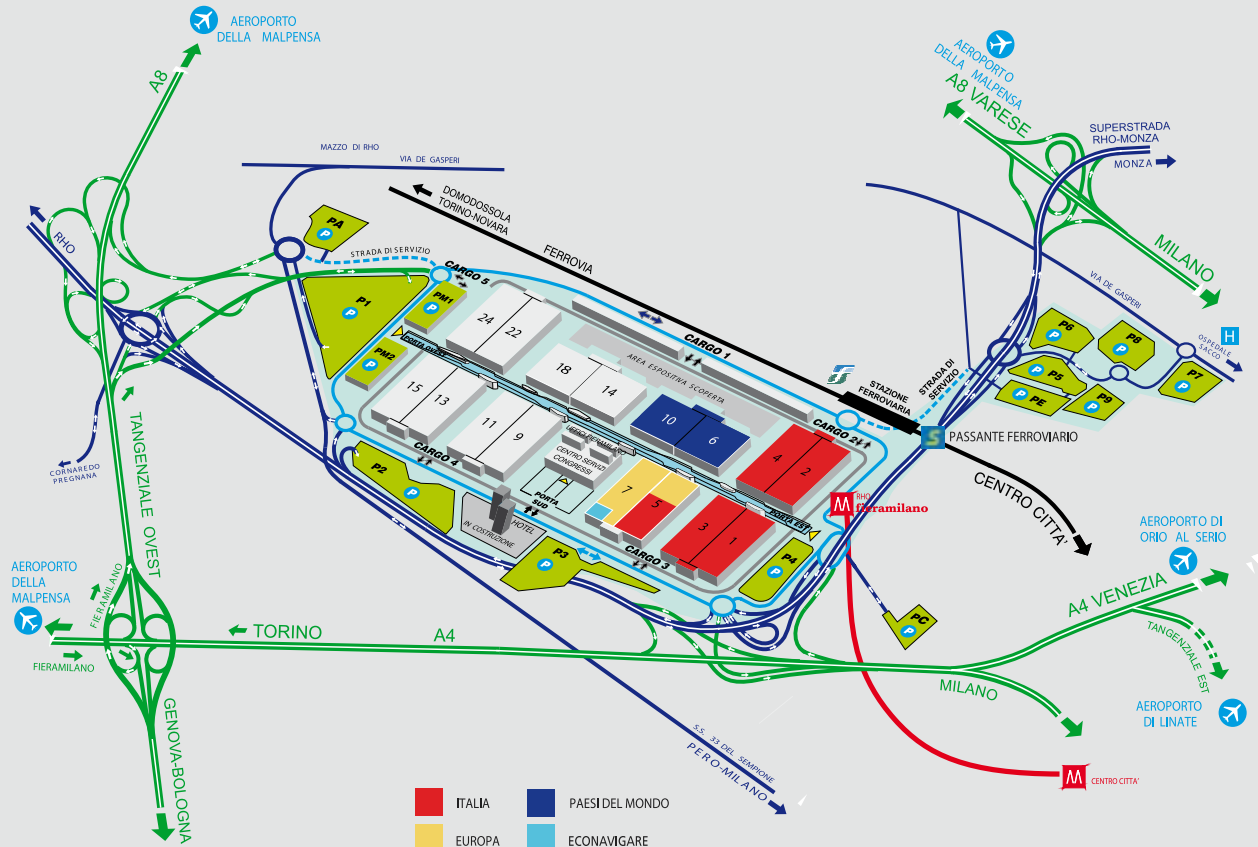 AEROPORTO
DELLA MALPENSA
A8
AEROPORTO
DELLA MALPENSA
A8 VARESE
SUPERSTRADA
RHO-MONZA
MONZA
MILANO
MAZZO DI RHO
VIA DE GASPERI
DOMODOSSOLA
TORINO-NOVARA
FERROVIA
RHO
PA
P
STRADA DI SERVIZIO
CARGO 5
P1
P
PM1
P
PM2
P
PORTA OVEST
24
22
CARGO 1
AREA ESPOSITIVA SCOPERTA
18
14
15
13
11
9
10
6
4
2
CARGO 2
STAZIONE
FERROVIARIA
STRADA DI
SERVIZIO
S
PASSANTE FERROVIARIO
CENTRO CITTA'
VIA DE GASPERI
P6
P
P8
P
P5
P
PE
P
P9
P
P7
P
H
OSPEDALE
SACCO
CORNAREDO
PREGNANA
TANGENZIALE OVEST
P2
P
CARGO 4
CENTRO SERVIZI
CONGRESSI
PORTA
SUD
HOTEL
IN COSTRUZIONE
7
5
3
1
PORTA EST
CARGO 3
P3
P
P4
P
M
RHO
fieramilano
PC
P
AEROPORTO DI
ORIO AL SERIO
A4 VENEZIA
TANGENZIALE EST
AEROPORTO
DI LINATE
AEROPORTO
DELLA
MALPENSA
FIERAMILANO
FIERAMILANO
TORINO
A4
MILANO
GENOVA-BOLOGNA
S.S. 33 DEL SEMPIONE
PERO-MILANO
M
CENTRO CITTA'
ITALIA
PAESI DEL MONDO
EUROPA
ECONAVIGARE